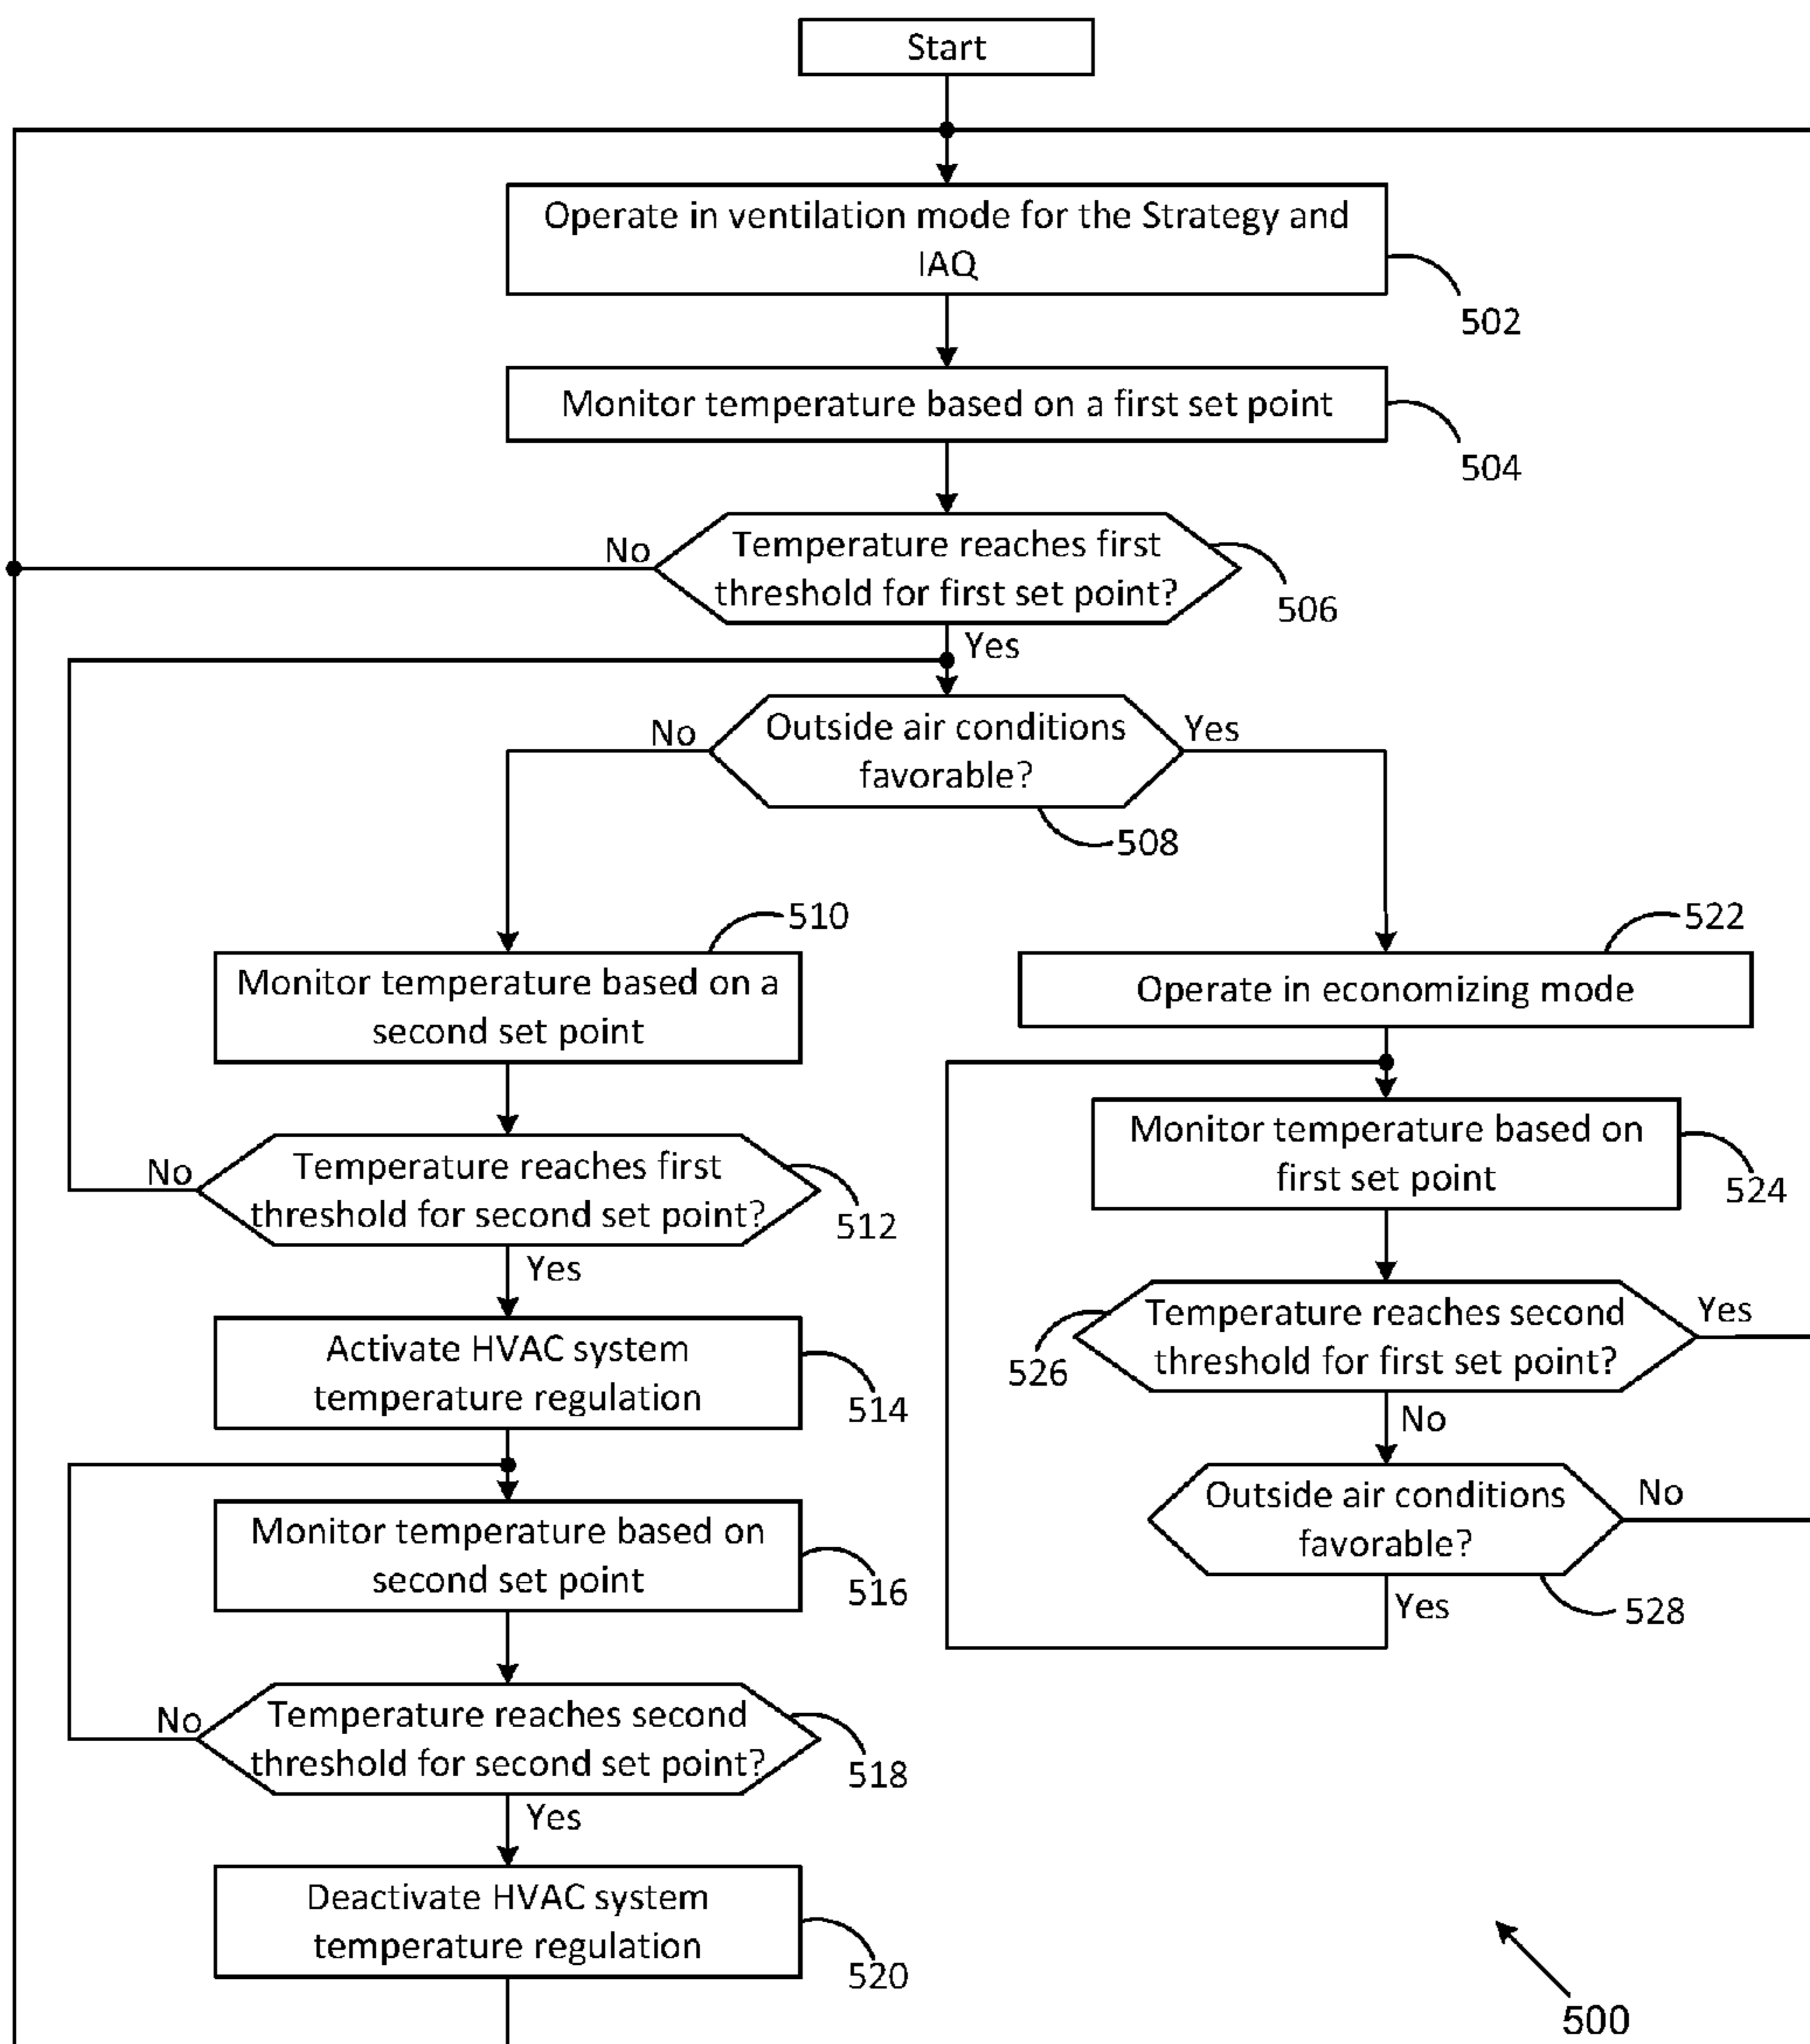 Start
Operate in ventilation mode for the Strategy and
IAQ
502
Monitor temperature based on a first set point
504
Temperature reaches first
threshold for first set point?
No
506
Yes
Outside air conditions
favorable?
No
Yes
508
510
Monitor temperature based on a
second set point
522
Operate in economizing mode
Monitor temperature based on
first set point
524
No
Temperature reaches first
threshold for second set point?
512
Yes
Temperature reaches second
threshold for first set point?
Yes
526
No
Activate HVAC system
temperature regulation
514
Outside air conditions
favorable?
No
528
Yes
Monitor temperature based on
second set point
516
No
Temperature reaches second
threshold for second set point?
518
Yes
Deactivate HVAC system
temperature regulation
520
500